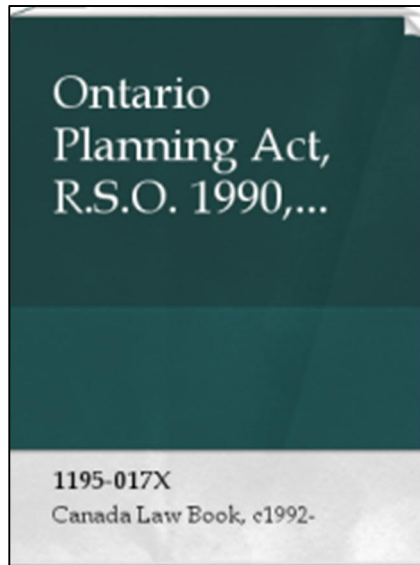 Ontario
Planning Act,
R.S.O. 1990,...
1195-017X
Canada Law Book, c1992-